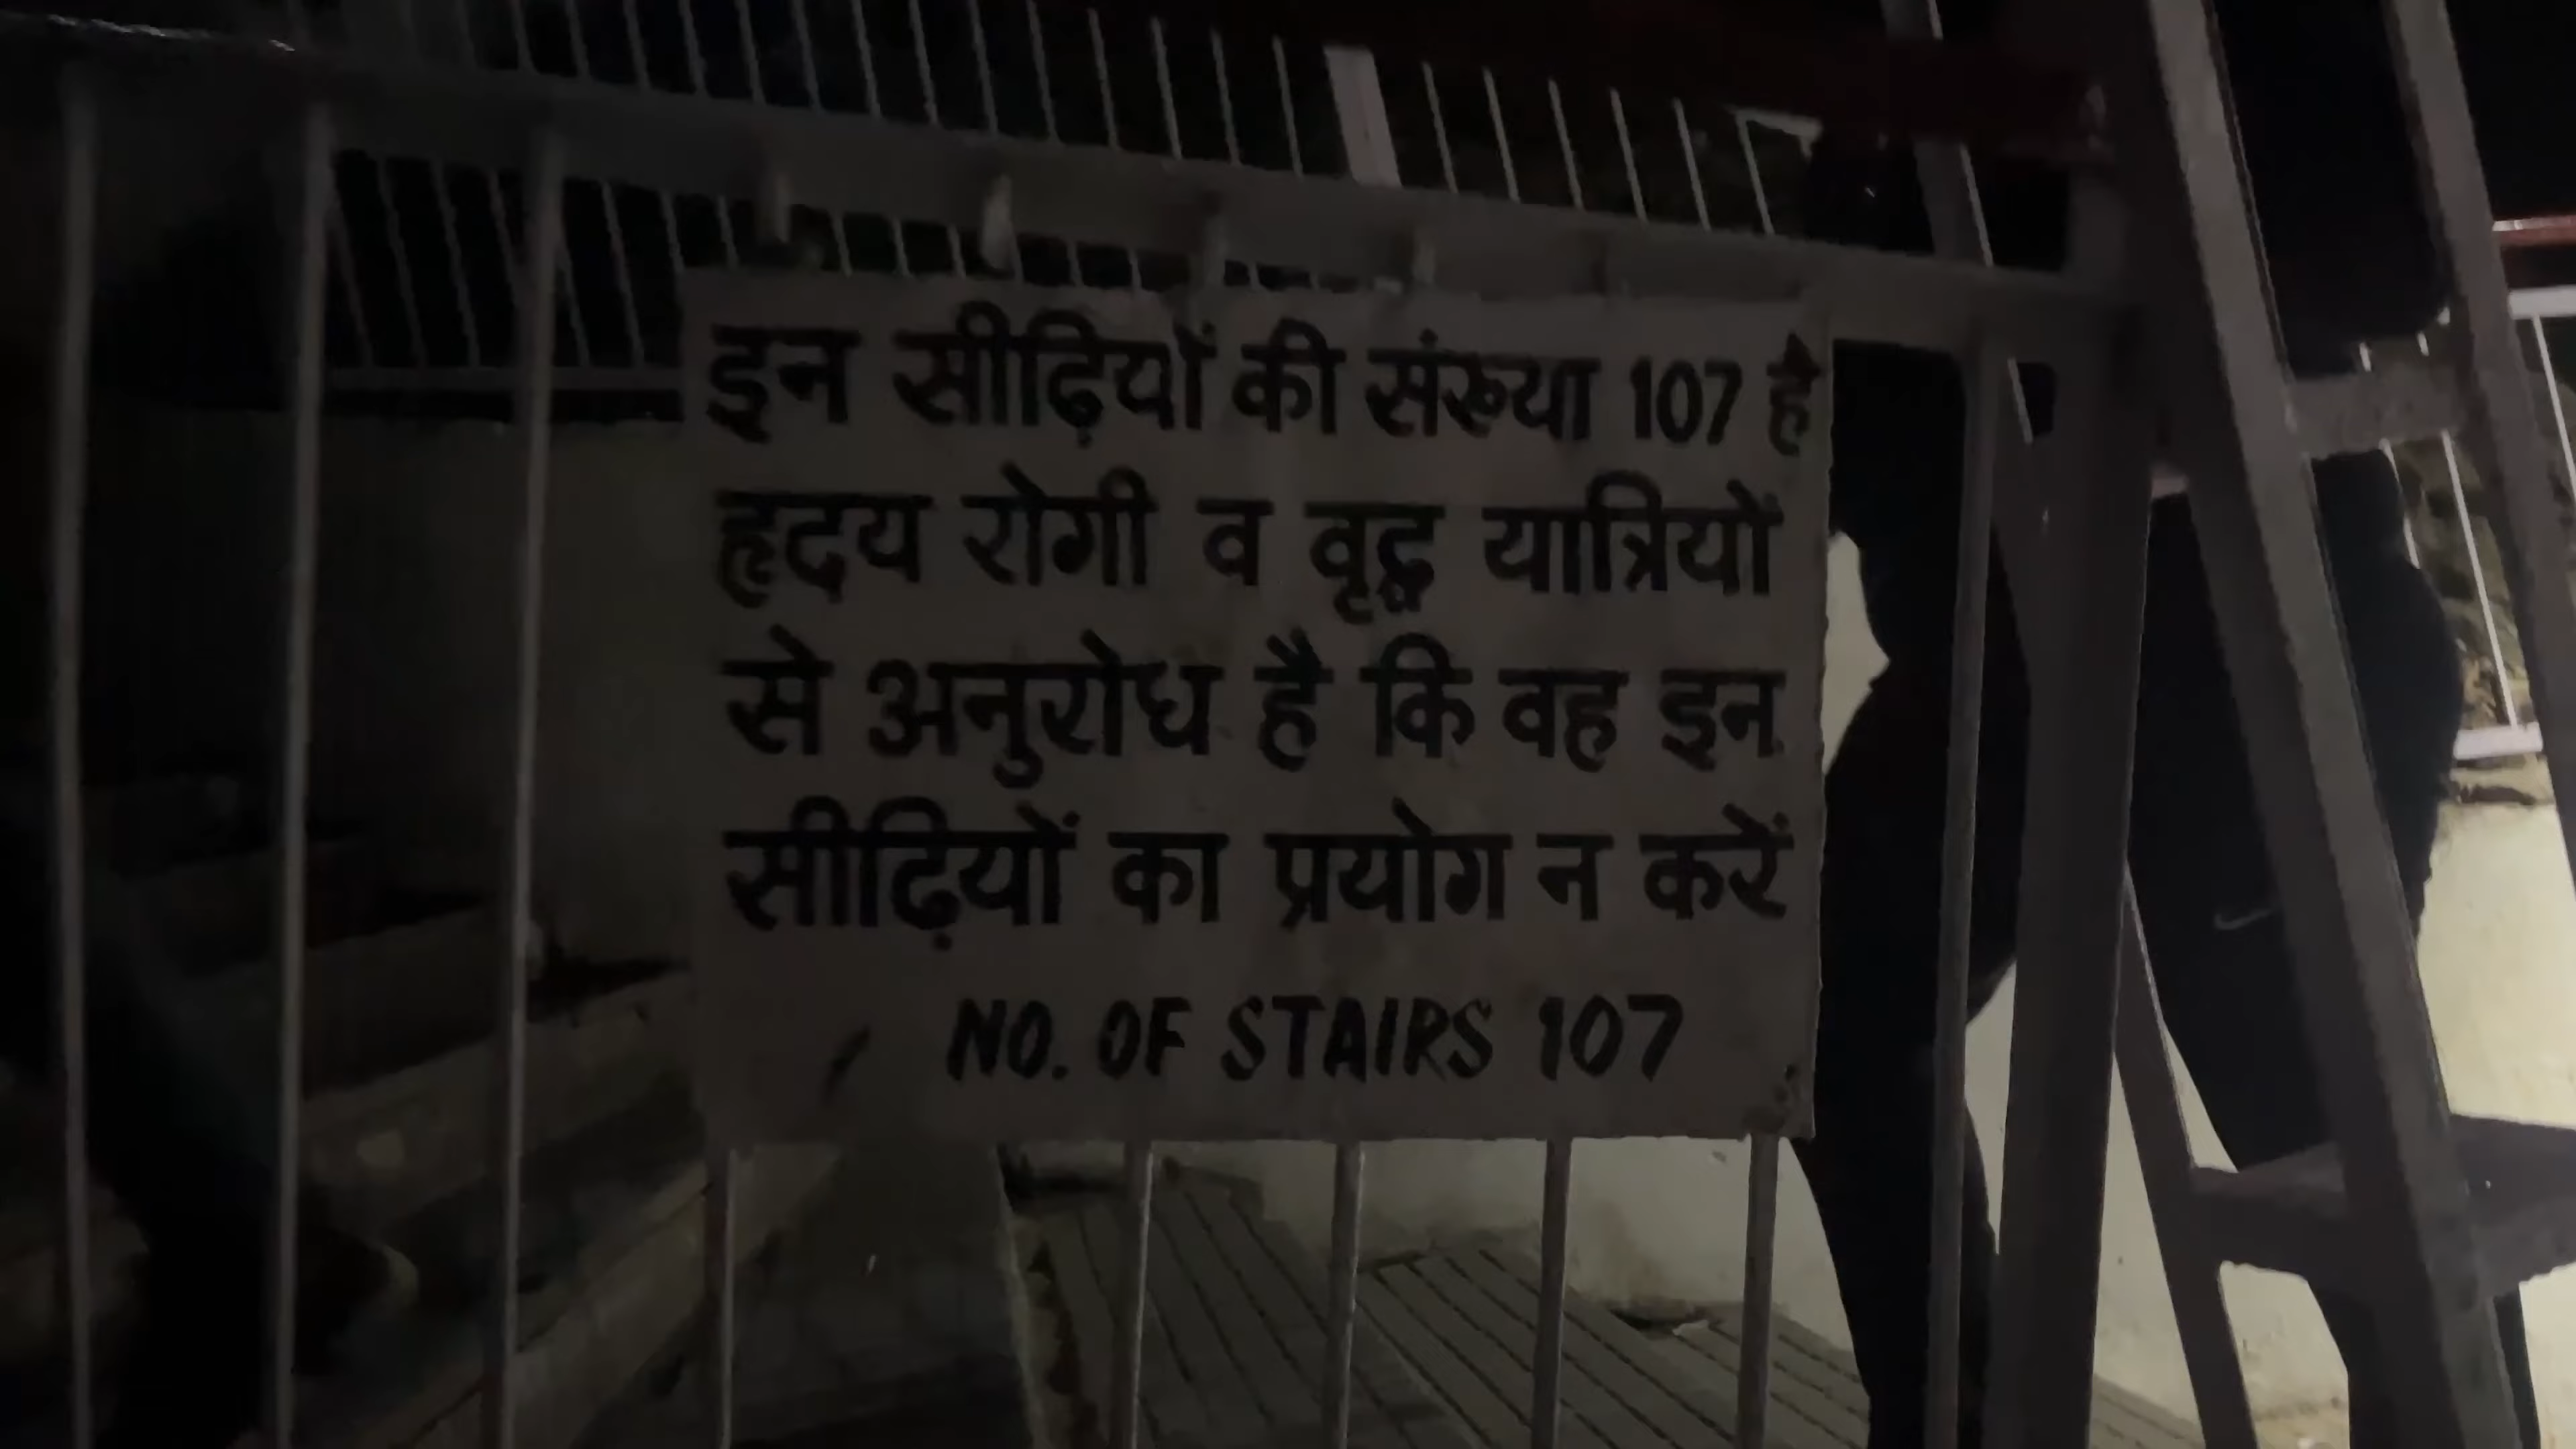 इन सीढ़ियों की संख्या 107 है
हृदय रोगी व वृद्ध यात्रियों
से अनुरोध है कि वह इन
सीढ़ियों का प्रयोग न करें
NO. OF STAIRS 107